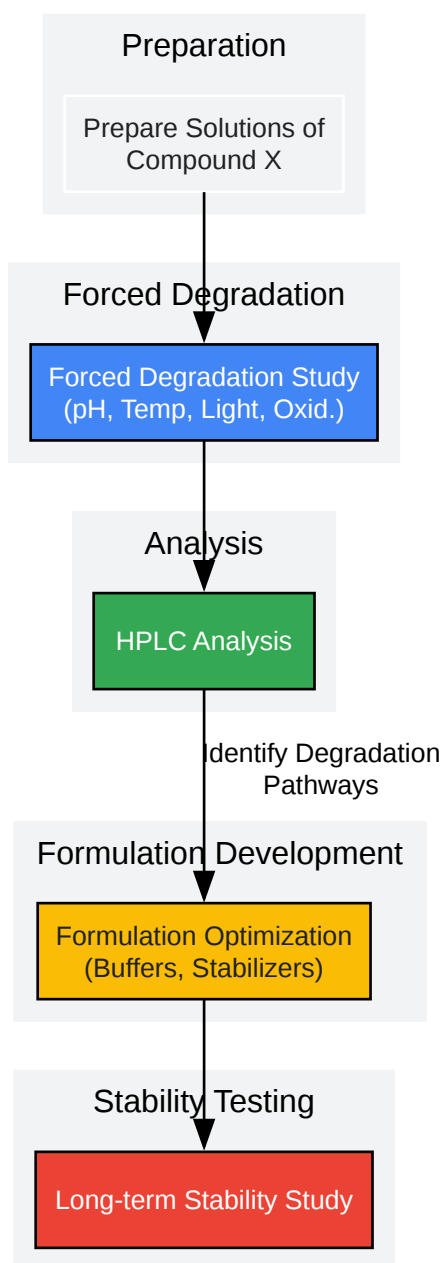 Preparation
Prepare Solutions of
Compound X
Forced Degradation
Forced Degradation Study
(pH, Temp, Light, Oxid.)
Analysis
HPLC Analysis
Identify Degradation
Pathways
Formulation Development
Formulation Optimization
(Buffers, Stabilizers)
Stability Testing
Long-term Stability Study